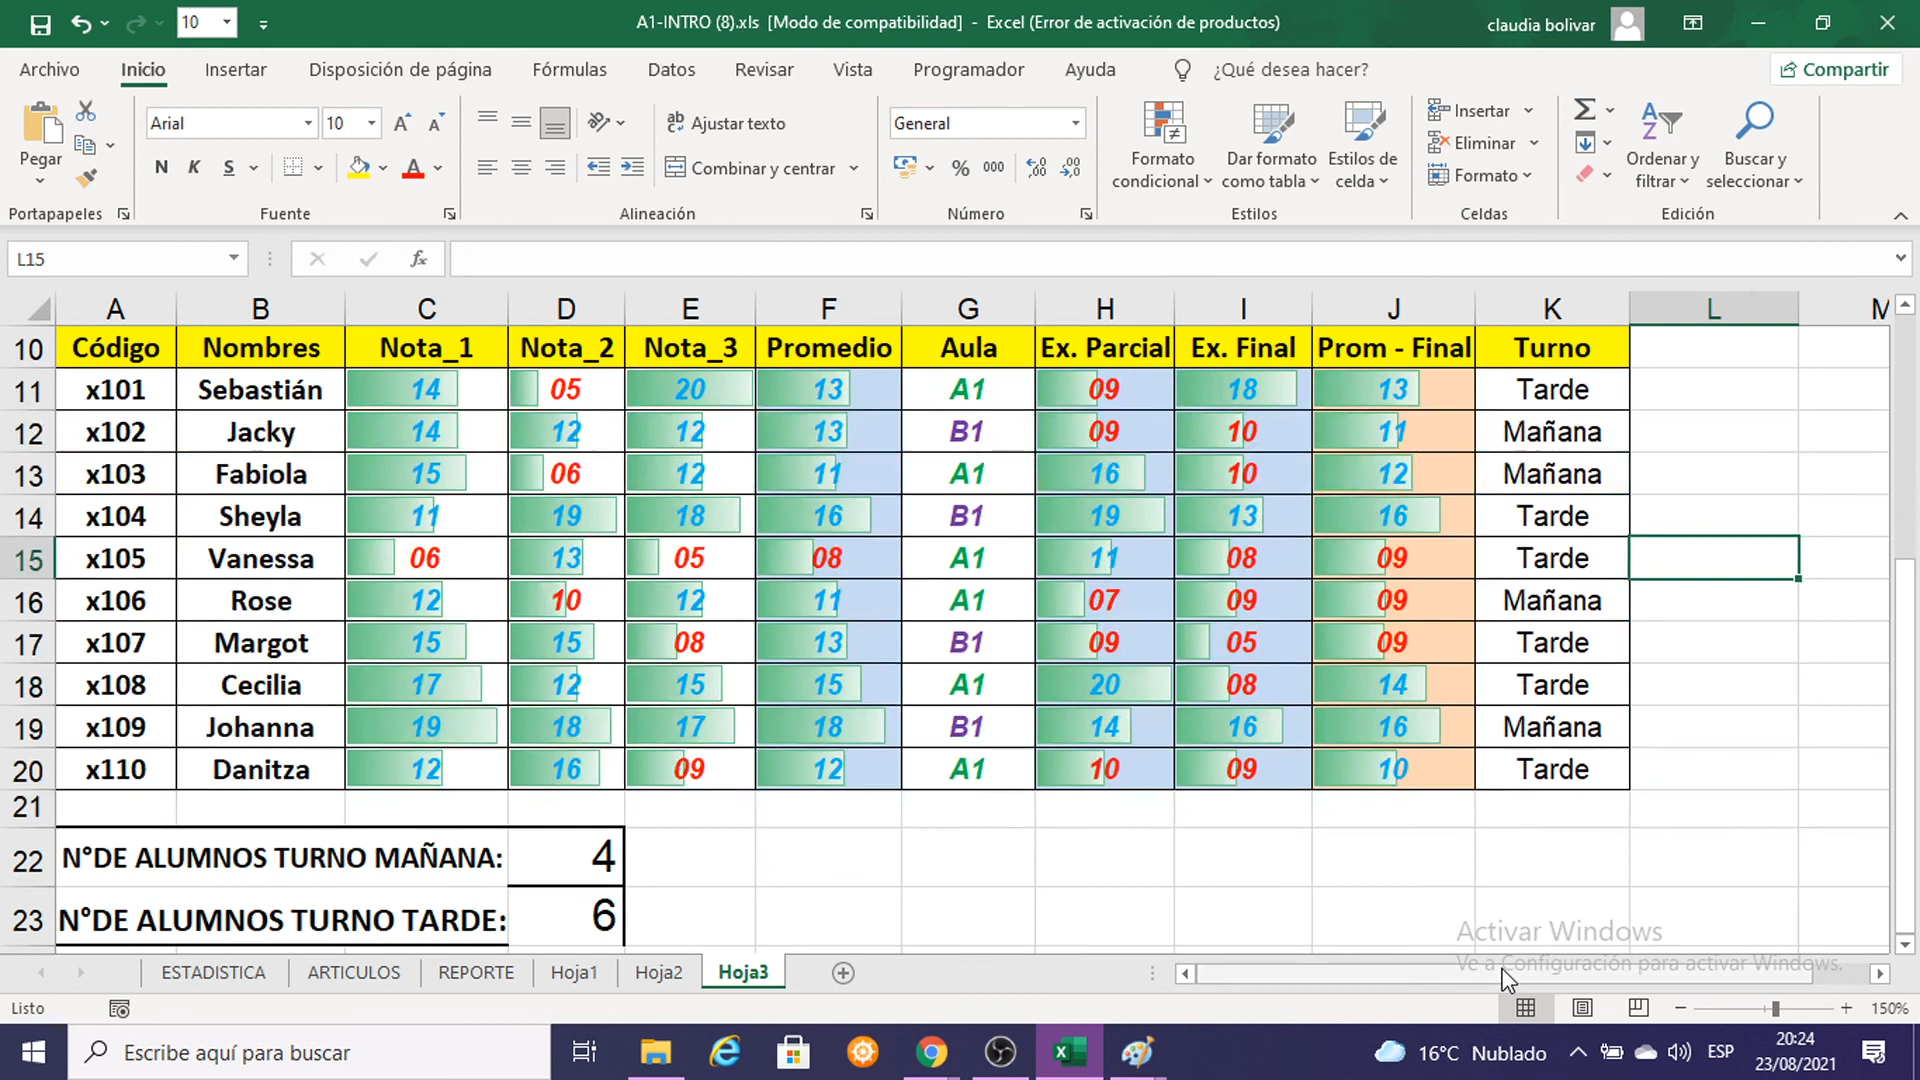 10
A1-INTRO (8).xls [Modo de compatibilidad] - Excel (Error de activación de productos)
claudia bolivar
Archivo Inicio Insertar Disposición de página Fórmulas Datos Revisar Vista Programador Ayuda ¿Qué desea hacer? Compartir
Pegar
Portapapeles
Arial 10
N K S
Fuente
Ajustar texto
Combinar y centrar
Alineación
General
% 000
Número
Formato condicional
Dar formato como tabla
Estilos de celda
Estilos
Insertar
Eliminar
Formato
Celdas
Ordenar y filtrar
Buscar y seleccionar
Edición
L15 fx
A B C D E F G H I J K L M
10 Código Nombres Nota_1 Nota_2 Nota_3 Promedio Aula Ex. Parcial Ex. Final Prom - Final Turno
11 x101 Sebastián 14 05 20 13 A1 09 18 13 Tarde
12 x102 Jacky 14 12 12 13 B1 09 10 11 Mañana
13 x103 Fabiola 15 06 12 11 A1 16 10 12 Mañana
14 x104 Sheyla 11 19 18 16 B1 19 13 16 Tarde
15 x105 Vanessa 06 13 05 08 A1 11 08 09 Tarde
16 x106 Rose 12 10 12 11 A1 07 09 09 Mañana
17 x107 Margot 15 15 08 13 B1 09 05 09 Tarde
18 x108 Cecilia 17 12 15 15 A1 20 08 14 Tarde
19 x109 Johanna 19 18 17 18 B1 14 16 16 Mañana
20 x110 Danitza 12 16 09 12 A1 10 09 10 Tarde
21
22 N°DE ALUMNOS TURNO MAÑANA: 4
23 N°DE ALUMNOS TURNO TARDE: 6
Activar Windows
Ve a Configuración para activar Windows.
ESTADISTICA ARTICULOS REPORTE Hoja1 Hoja2 Hoja3
Listo
150%
Escribe aquí para buscar
16°C Nublado
ESP
20:24
23/08/2021